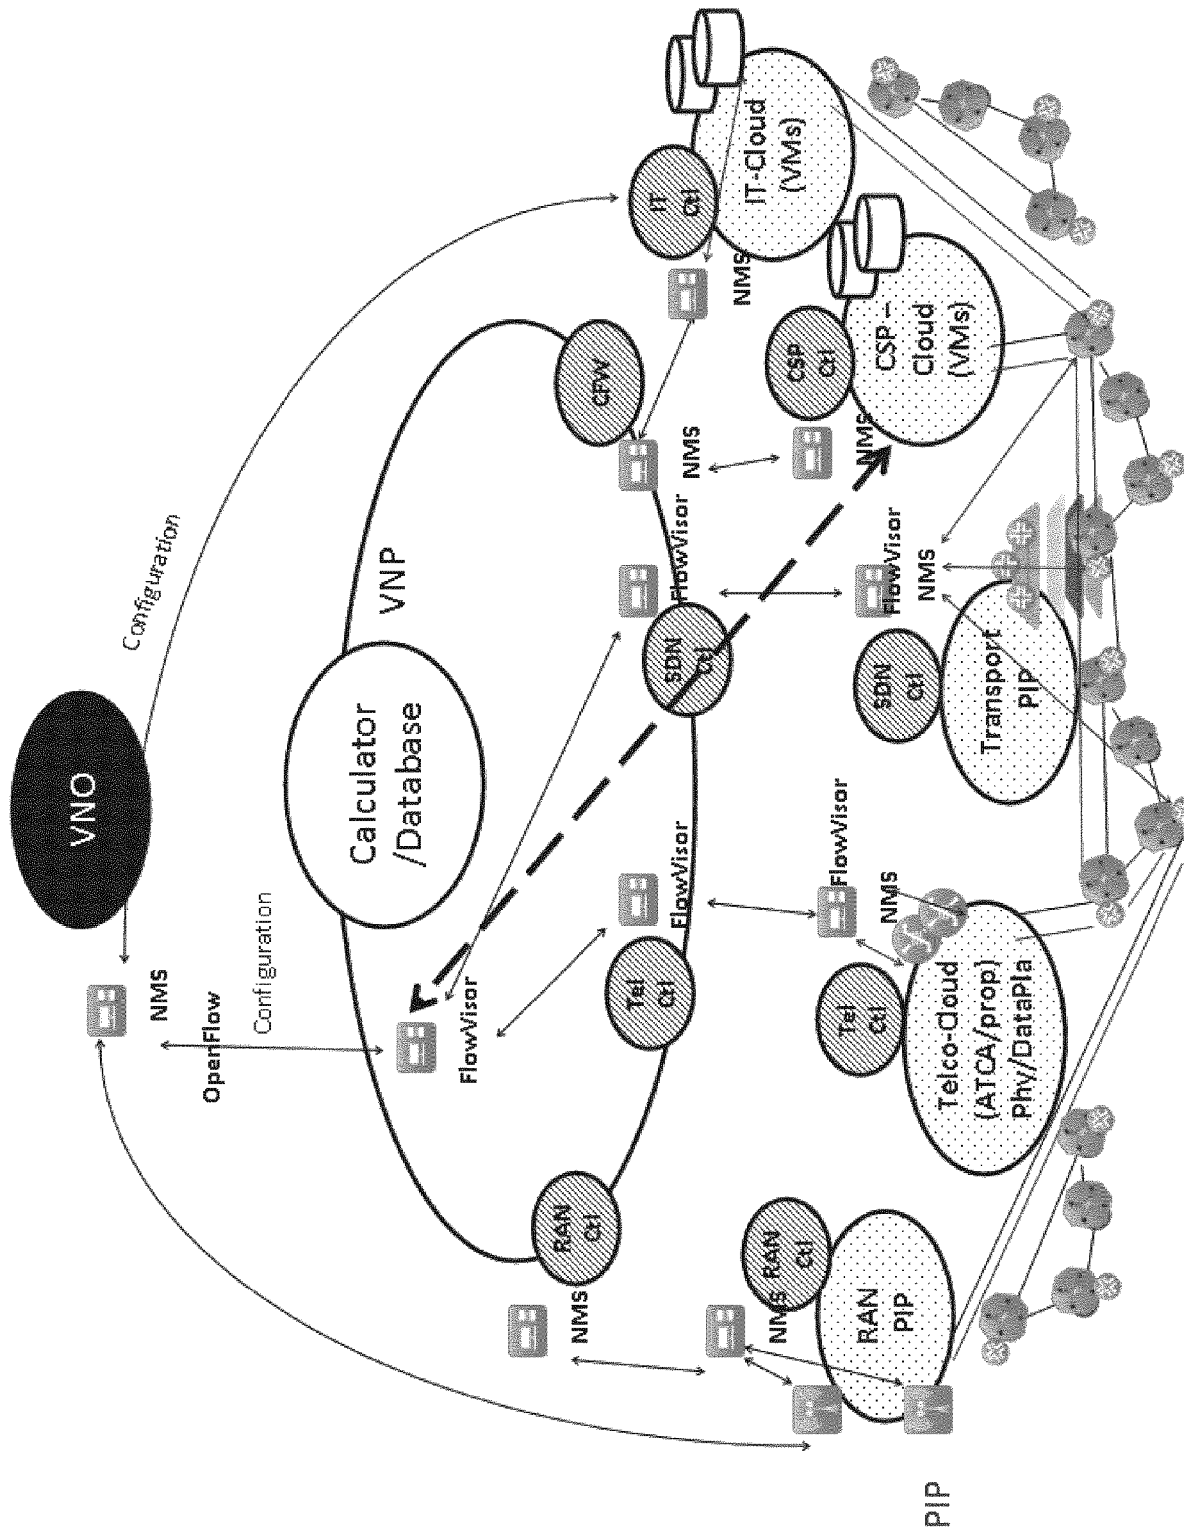 VNO
Configuration
NMS
OpenFlow
Configuration
VNP
Calculator
/Database
FlowVisor
RAN
Ctl
Tel
Ctl
FlowVisor
SDN
Ctl
FlowVisor
NMS
CFW
NMS
NMS
RAN
Ctl
RAN
PIP
FlowVisor
NMS
Tel
Ctl
Telco-Cloud
(ATCA/prop)
Phy/DataPla
FlowVisor
NMS
SDN
Ctl
Transport
PIP
NMS
CSP
Ctl
CSP –
Cloud
(VMs)
NMS
IT
Ctl
IT-Cloud
(VMs)
NMS
PIP